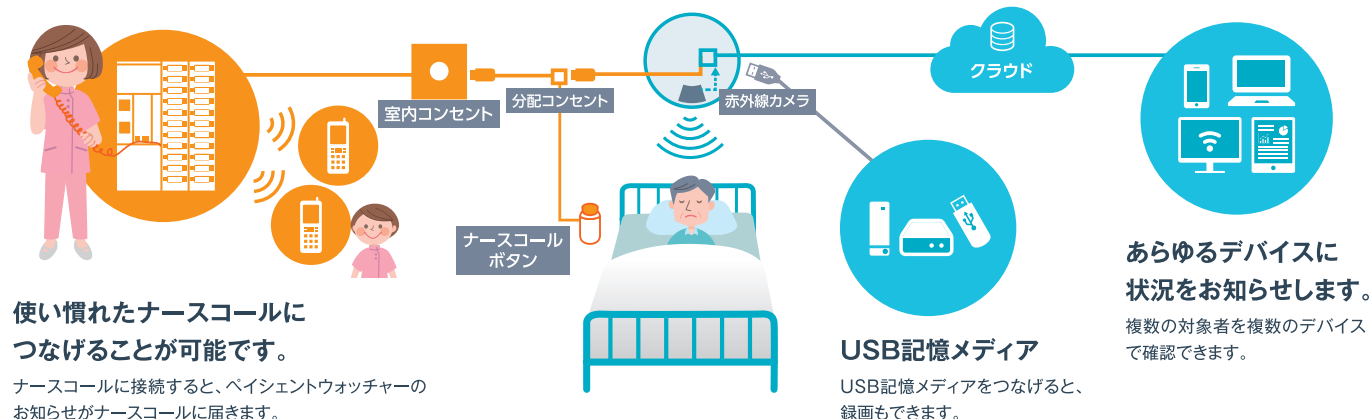 クラウド
室内コンセント
分配コンセント
赤外線カメラ
ナースコール
ボタン
使い慣れたナースコールに
つなげることが可能です。
ナースコールに接続すると、ペイシェントウォッチャーの
お知らせがナースコールに届きます。
USB記憶メディア
USB記憶メディアをつなげると、
録画もできます。
あらゆるデバイスに
状況をお知らせします。
複数の対象者を複数のデバイス
で確認できます。